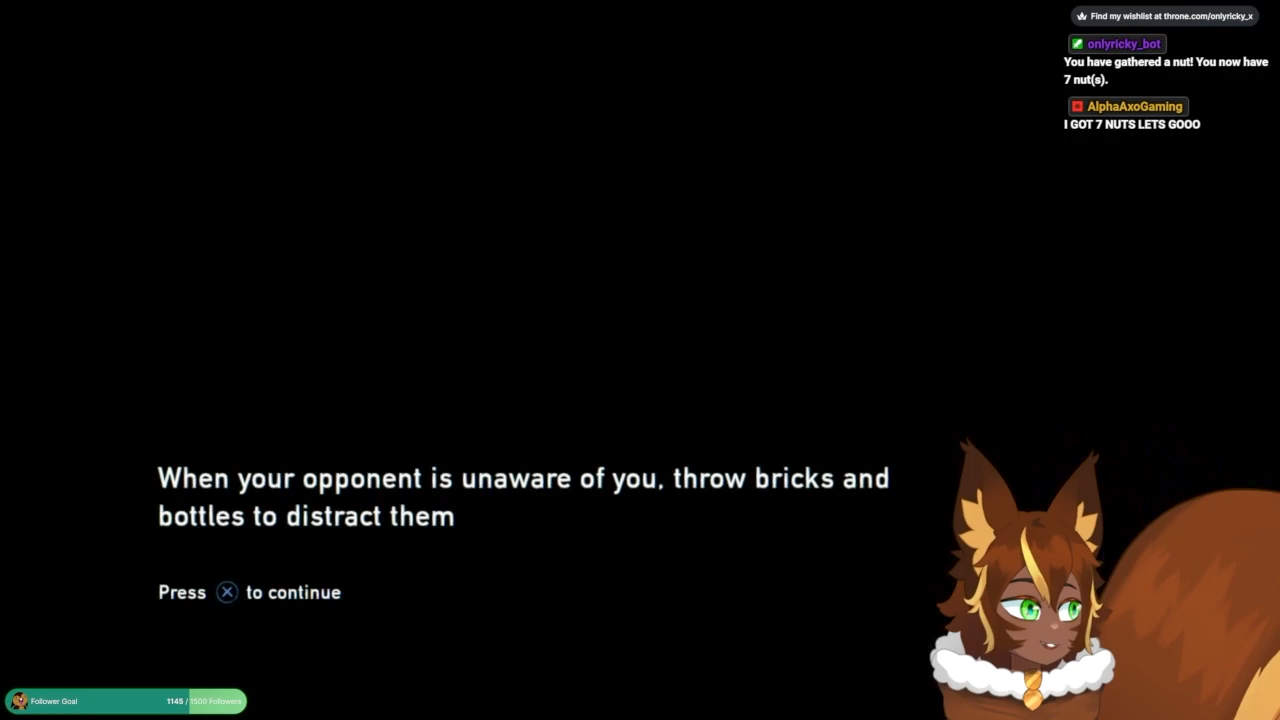 Find my wishlist at throne.com/onlyricky_x
onlyricky_bot
You have gathered a nut! You now have
7 nut(s).
AlphaAxoGaming
I GOT 7 NUTS LETS GOOO
When your opponent is unaware of you, throw bricks and
bottles to distract them
Press to continue
Follower Goal 1145 / 1500 Followers